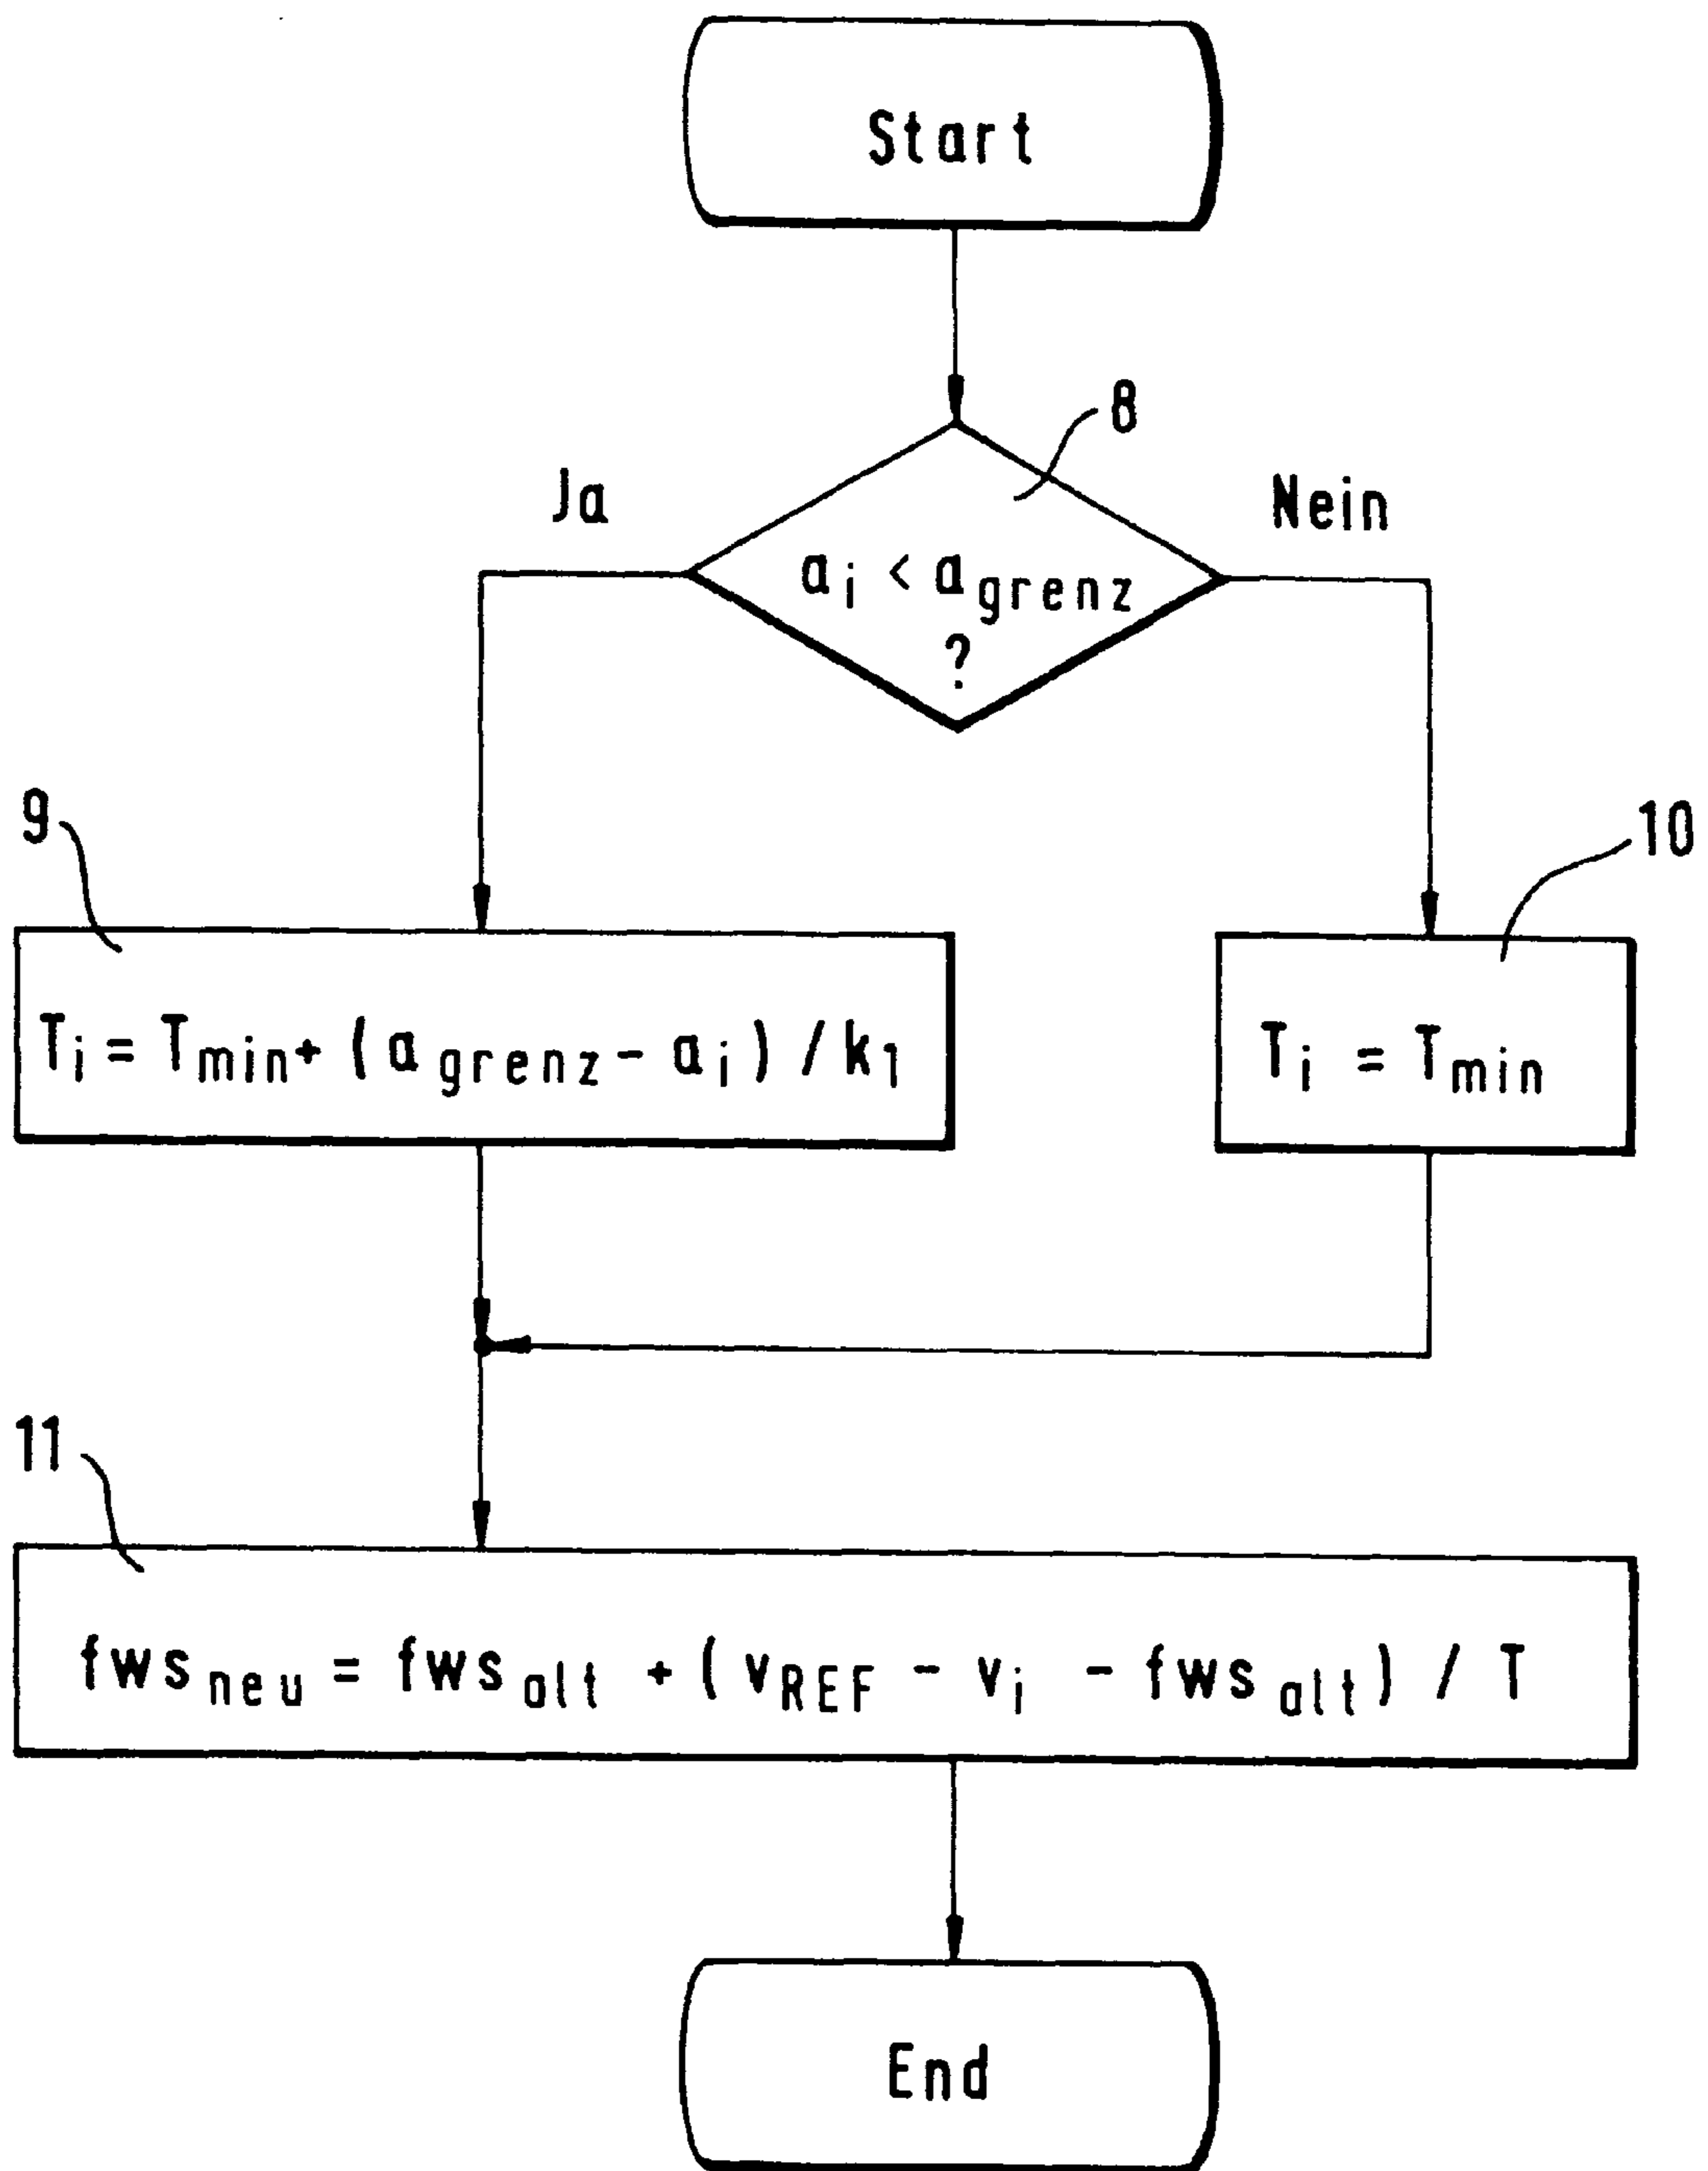 Start
8
Ja
Nein
a_i < a_grenz
?
9
10
T_i = T_min + (a_grenz - a_i) / k_1
T_i = T_min
11
fws_neu = fws_alt + (v_REF - v_i - fws_alt) / T
End